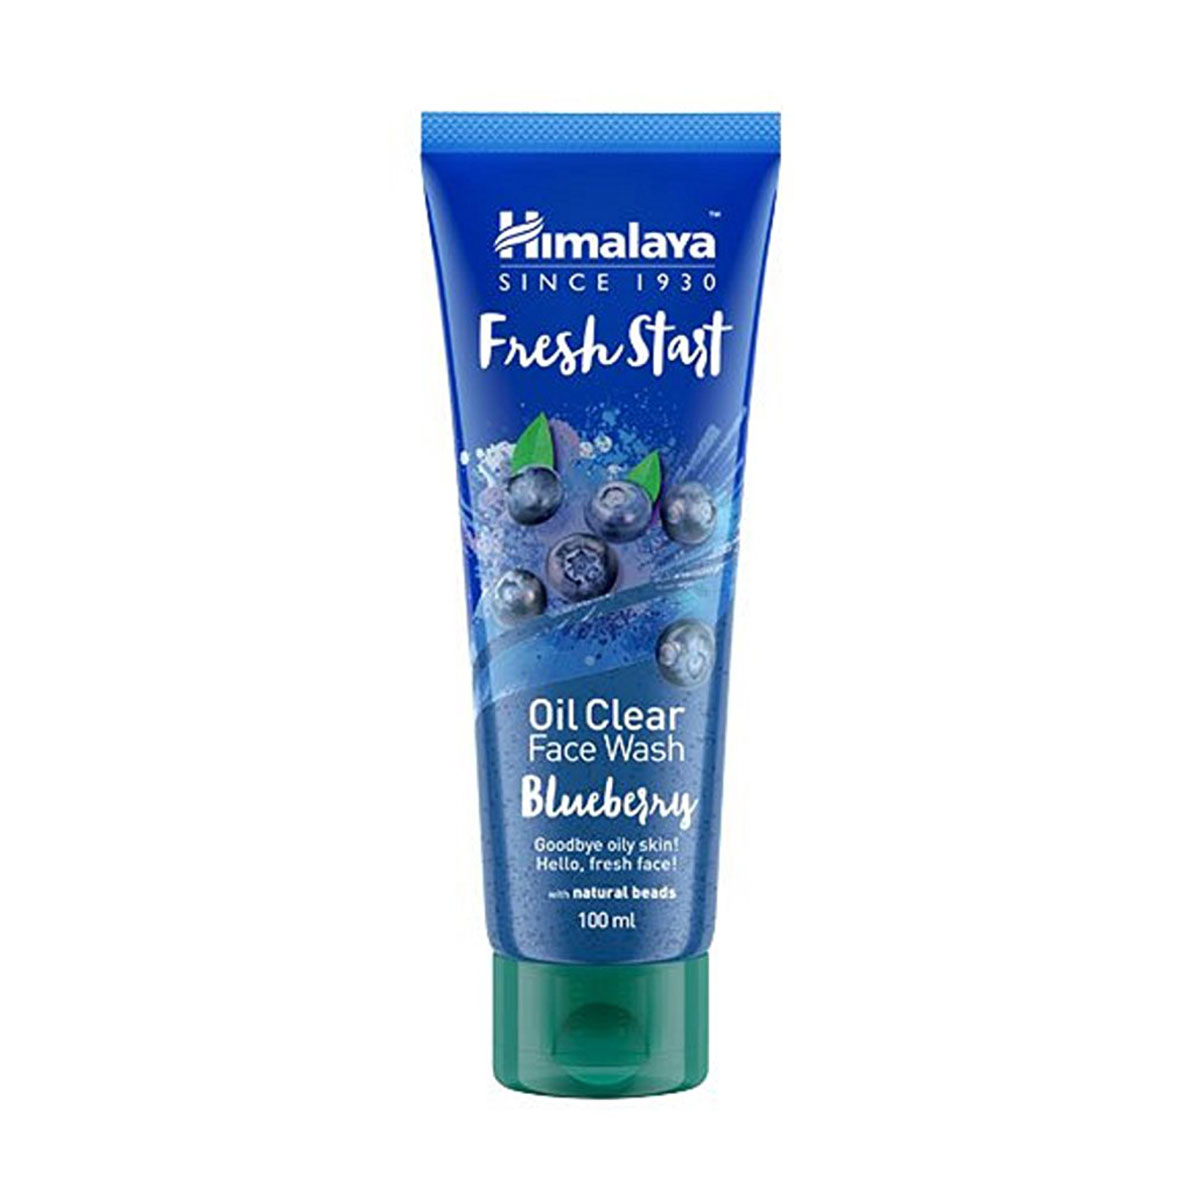 Himalaya™
SINCE 1930
Fresh Start
Oil Clear
Face Wash
Blueberry
Goodbye oily skin!
Hello, fresh face!
with natural beads
100 ml